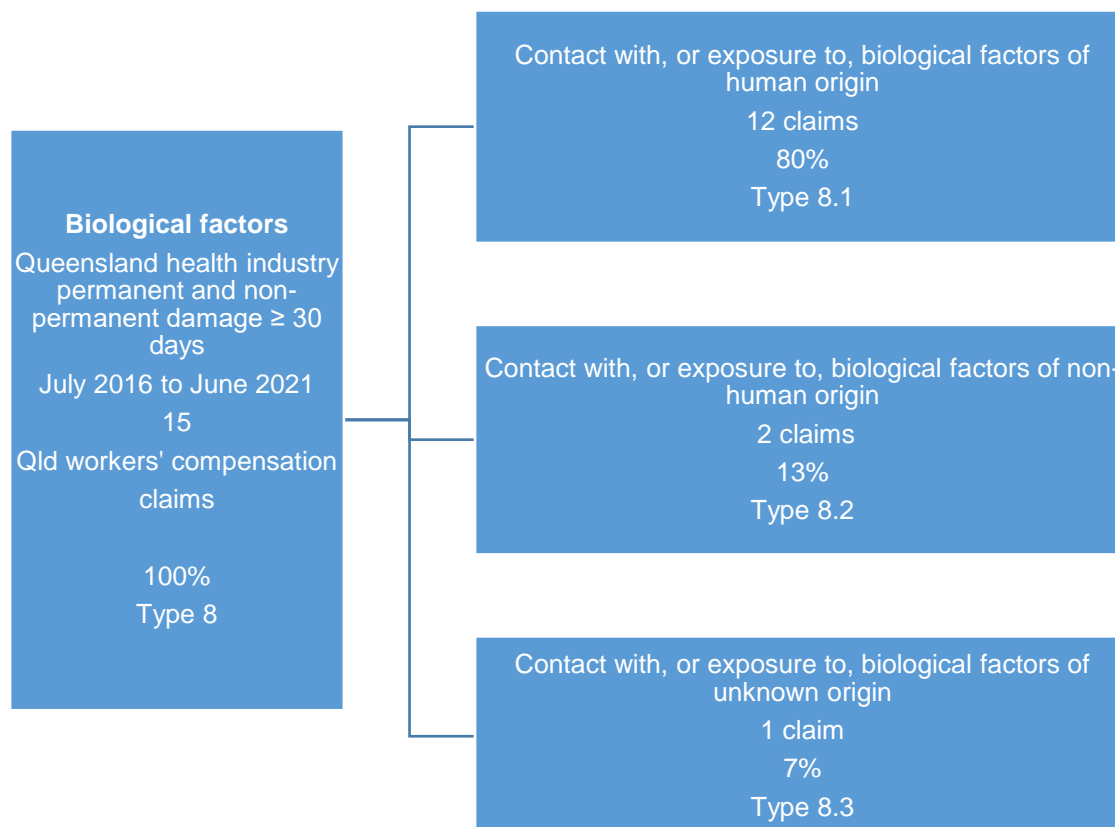 Biological factors
Queensland health industry
permanent and non-
permanent damage ≥ 30
days
July 2016 to June 2021
15
Qld workers' compensation
claims
100%
Type 8
Contact with, or exposure to, biological factors of
human origin
12 claims
80%
Type 8.1
Contact with, or exposure to, biological factors of non-
human origin
2 claims
13%
Type 8.2
Contact with, or exposure to, biological factors of
unknown origin
1 claim
7%
Type 8.3